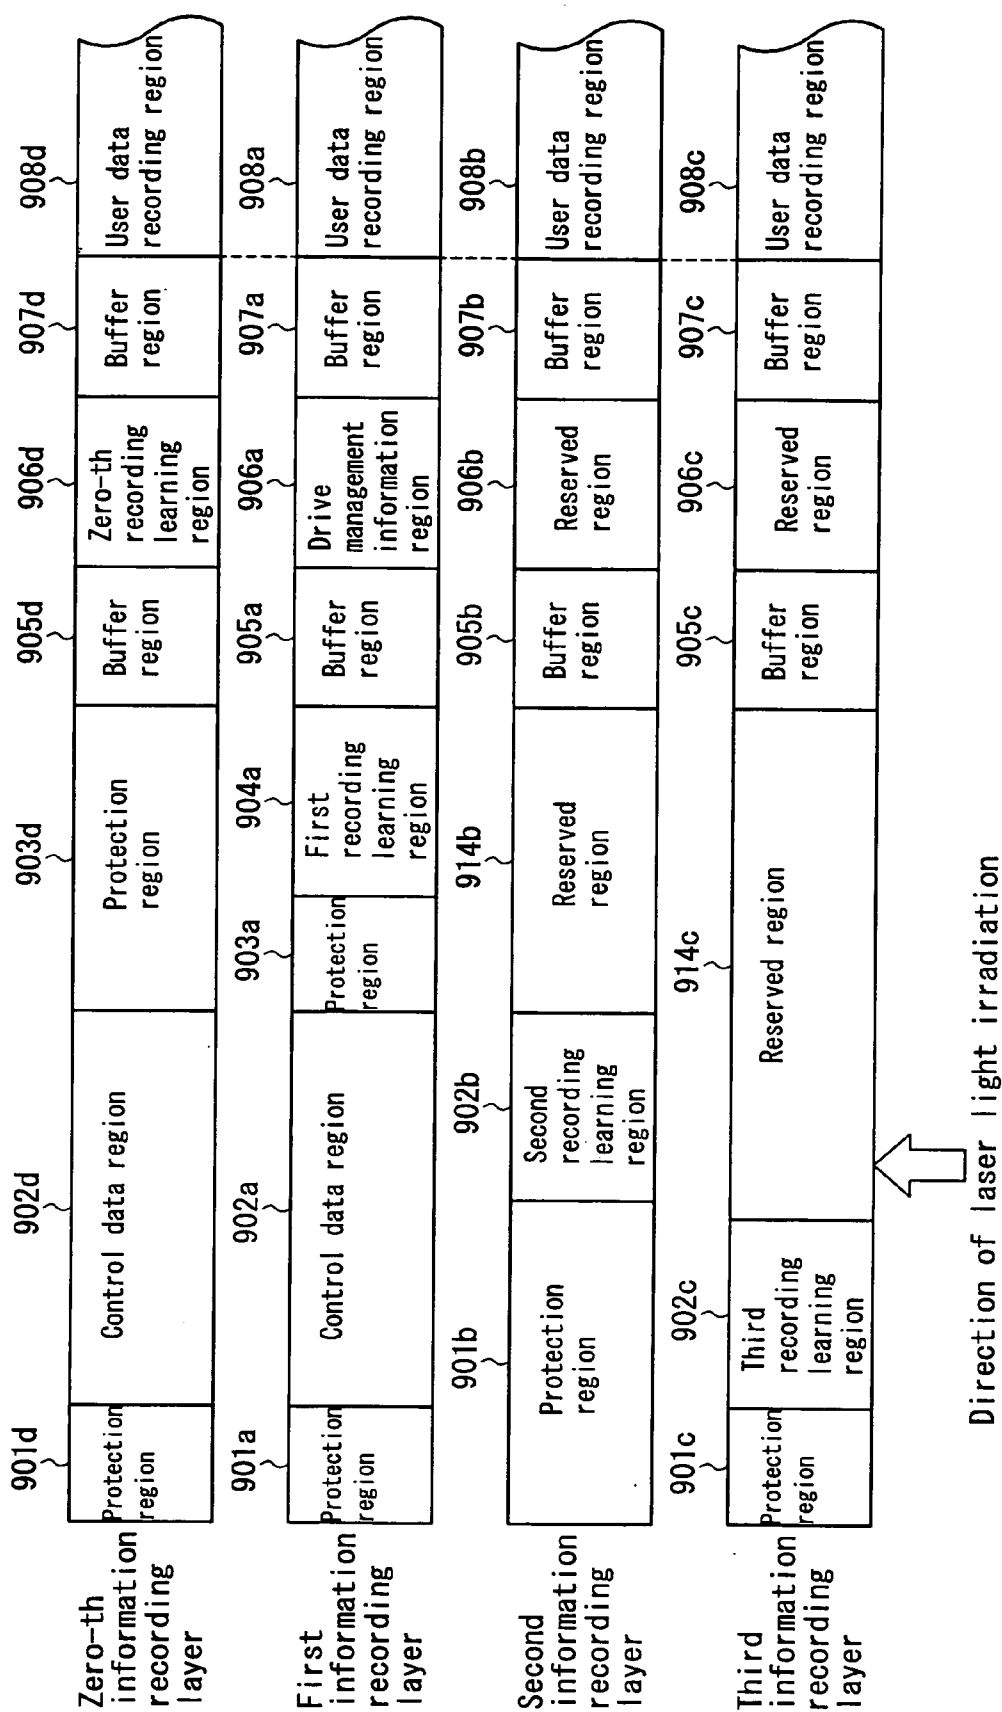 Zero-th
information
recording
layer
901d
Protection
region
902d
Control data region
903d
Protection
region
905d
Buffer
region
906d
Zero-th
recording
learning
region
907d
Buffer
region
908d
User data
recording region
First
information
recording
layer
901a
Protection
region
902a
Control data region
903a
Protection
region
904a
First
recording
learning
region
905a
Buffer
region
906a
Drive
management
information
region
907a
Buffer
region
908a
User data
recording region
Second
information
recording
layer
901b
Protection
region
902b
Second
recording
learning
region
914b
Reserved
region
905b
Buffer
region
906b
Reserved
region
907b
Buffer
region
908b
User data
recording region
Third
information
recording
layer
901c
Protection
region
902c
Third
recording
learning
region
914c
Reserved region
905c
Buffer
region
906c
Reserved
region
907c
Buffer
region
908c
User data
recording region
Direction of laser light irradiation